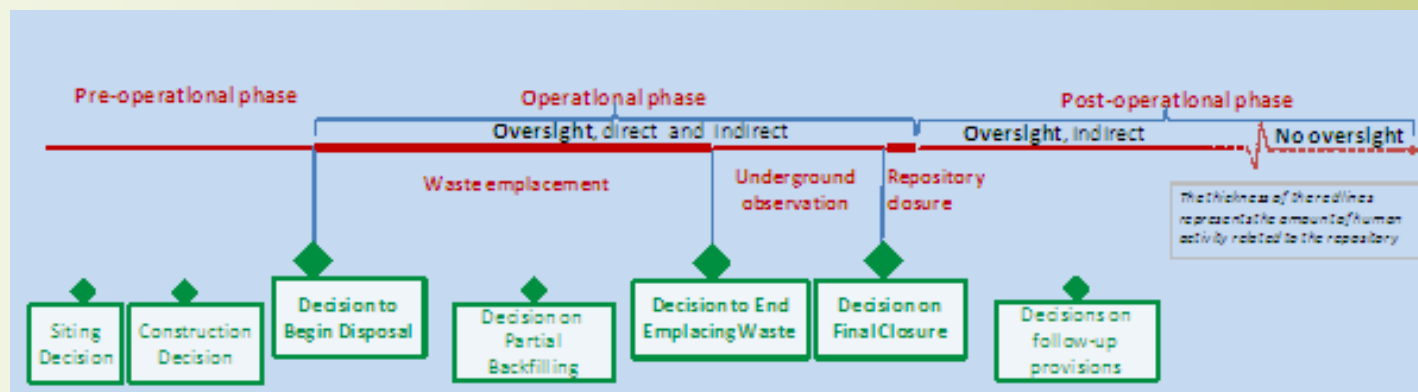 Pre-operational phase
Operational phase
Post-operational phase
Oversight, direct and indirect
Oversight, indirect
No oversight
Waste emplacement
Underground
observation
Repository
closure
The thickness of the red lines
represents the amount of human
activity related to the repository
Siting
Decision
Construction
Decision
Decision to
Begin Disposal
Decision on
Partial
Backfilling
Decision to End
Emplacing Waste
Decision on
Final Closure
Decisions on
follow-up
provisions